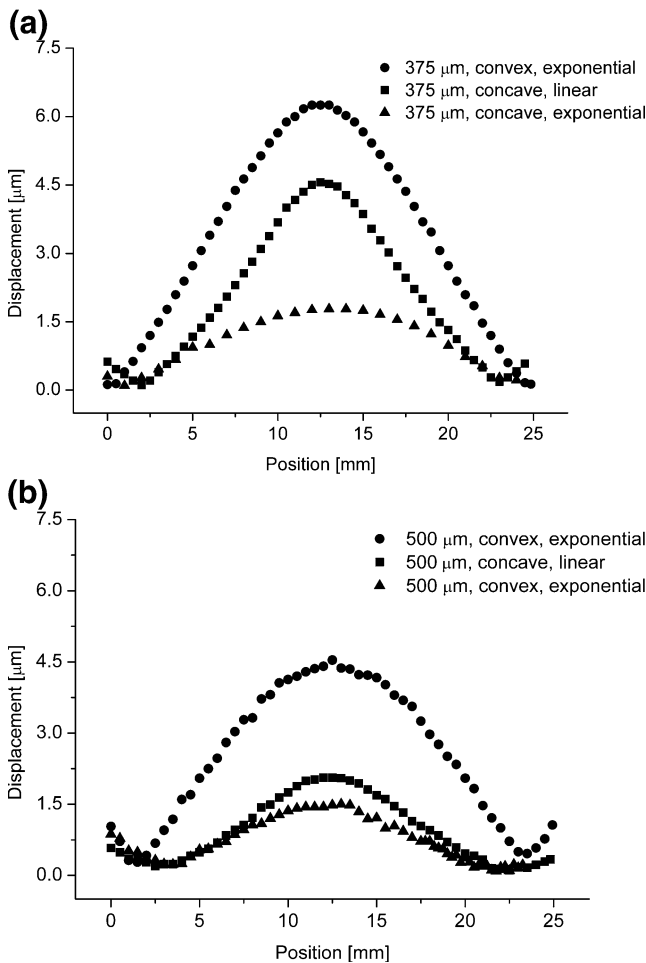 (a)
7.5
6.0
4.5
3.0
1.5
0.0
Displacement [μm]
375 μm, convex, exponential
375 μm, concave, linear
375 μm, concave, exponential
0 5 10 15 20 25
Position [mm]
(b)
7.5
6.0
4.5
3.0
1.5
0.0
Displacement [μm]
500 μm, convex, exponential
500 μm, concave, linear
500 μm, convex, exponential
0 5 10 15 20 25
Position [mm]